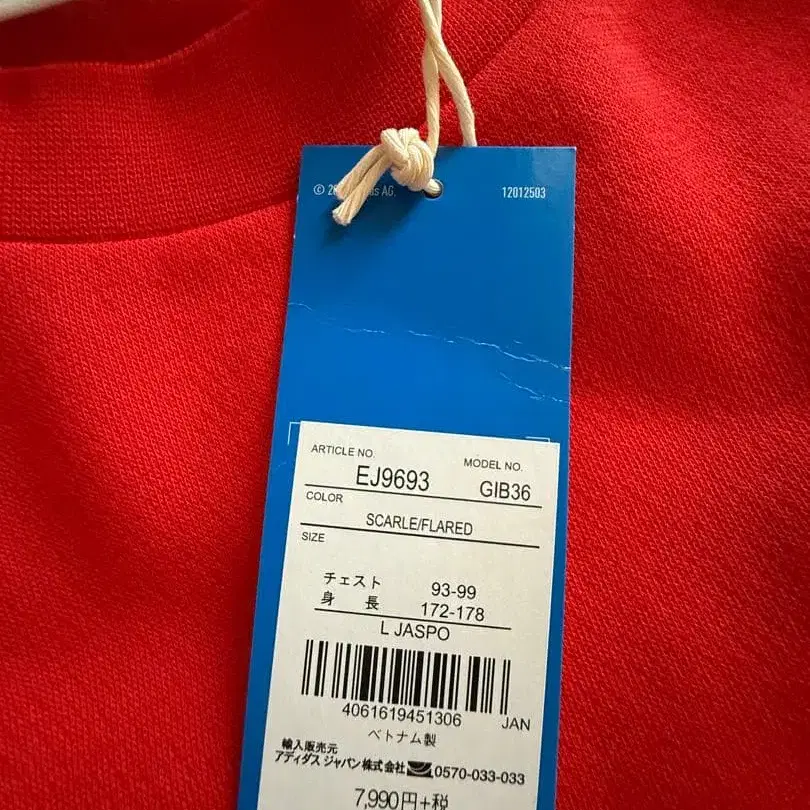 © 20 AG.
12012503
ARTICLE NO.
MODEL NO.
EJ9693
GIB36
COLOR
SCARLE/FLARED
SIZE
チェスト 93-99
身 長 172-178
L JASPO
4061619451306
JAN
ベトナム製
輸入販売元
アディダス ジャパン株式会社 0570-033-033
7,990円+税